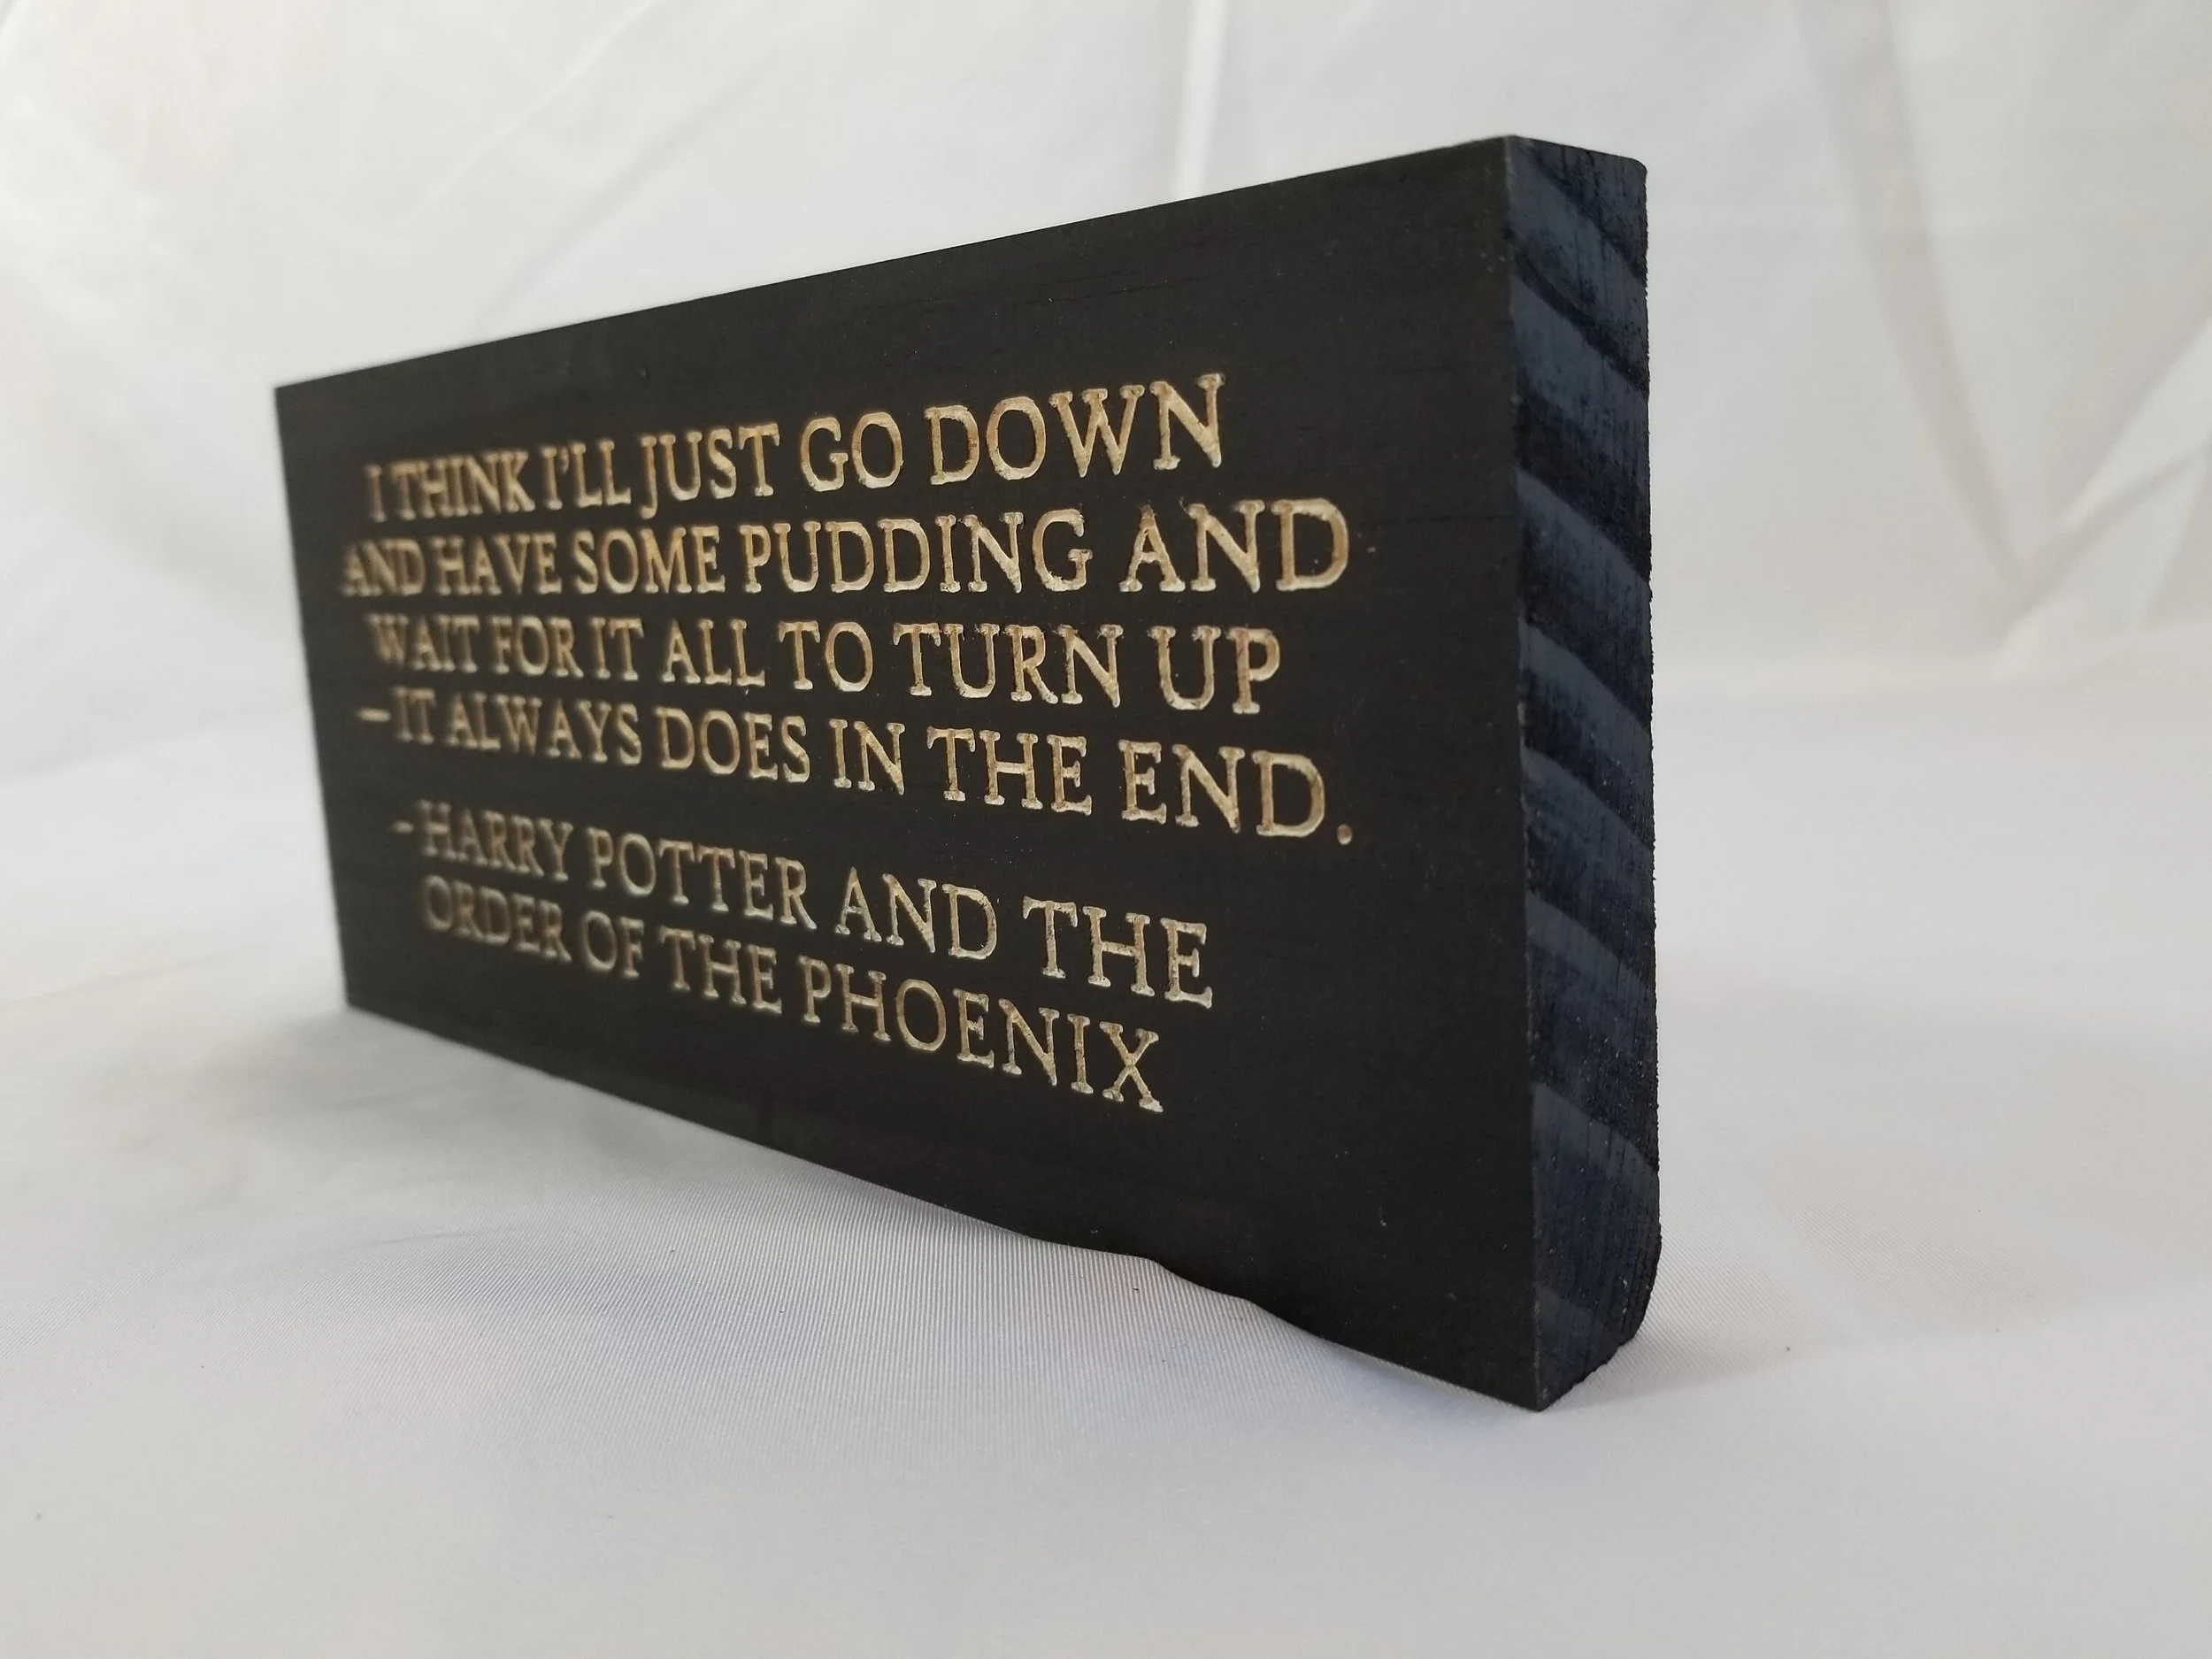 I THINK I'LL JUST GO DOWN
AND HAVE SOME PUDDING AND
WAIT FOR IT ALL TO TURN UP
—IT ALWAYS DOES IN THE END.
-HARRY POTTER AND THE
ORDER OF THE PHOENIX